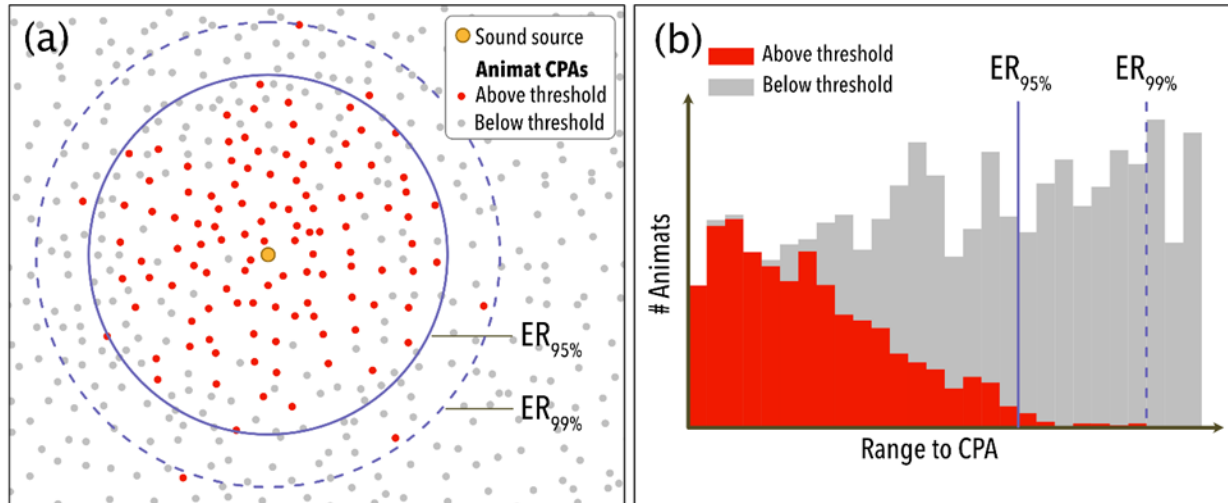 (a)
Sound source
Animat CPAs
Above threshold
Below threshold
ER95%
ER99%
(b)
Above threshold
Below threshold
ER95%
ER99%
# Animats
Range to CPA